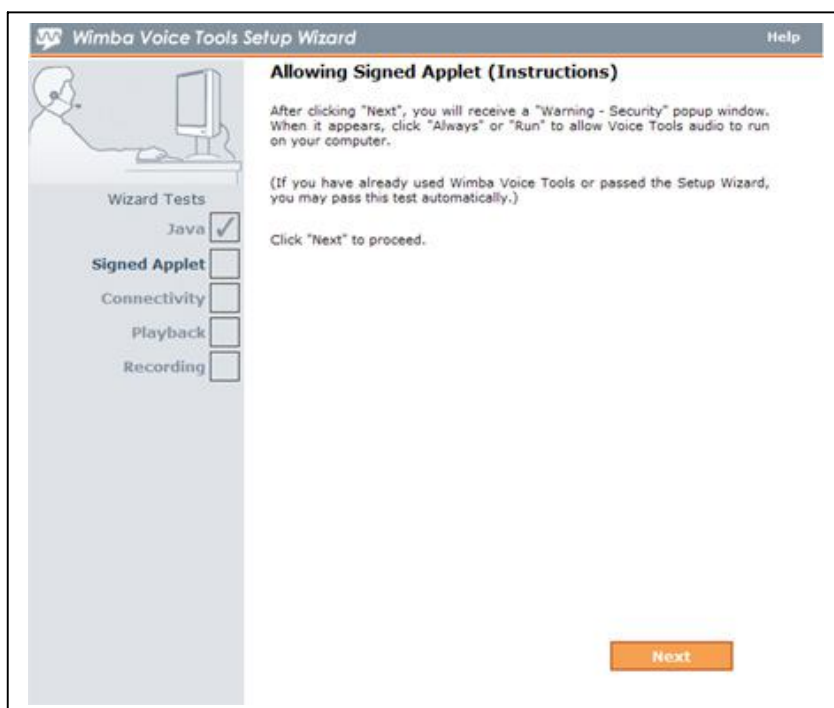 Wimba Voice Tools Setup Wizard
Help
Allowing Signed Applet (Instructions)
After clicking "Next", you will receive a "Warning - Security" popup window.
When it appears, click "Always" or "Run" to allow Voice Tools audio to run
on your computer.
(If you have already used Wimba Voice Tools or passed the Setup Wizard,
you may pass this test automatically.)
Click "Next" to proceed.
Wizard Tests
Java
Signed Applet
Connectivity
Playback
Recording
Next